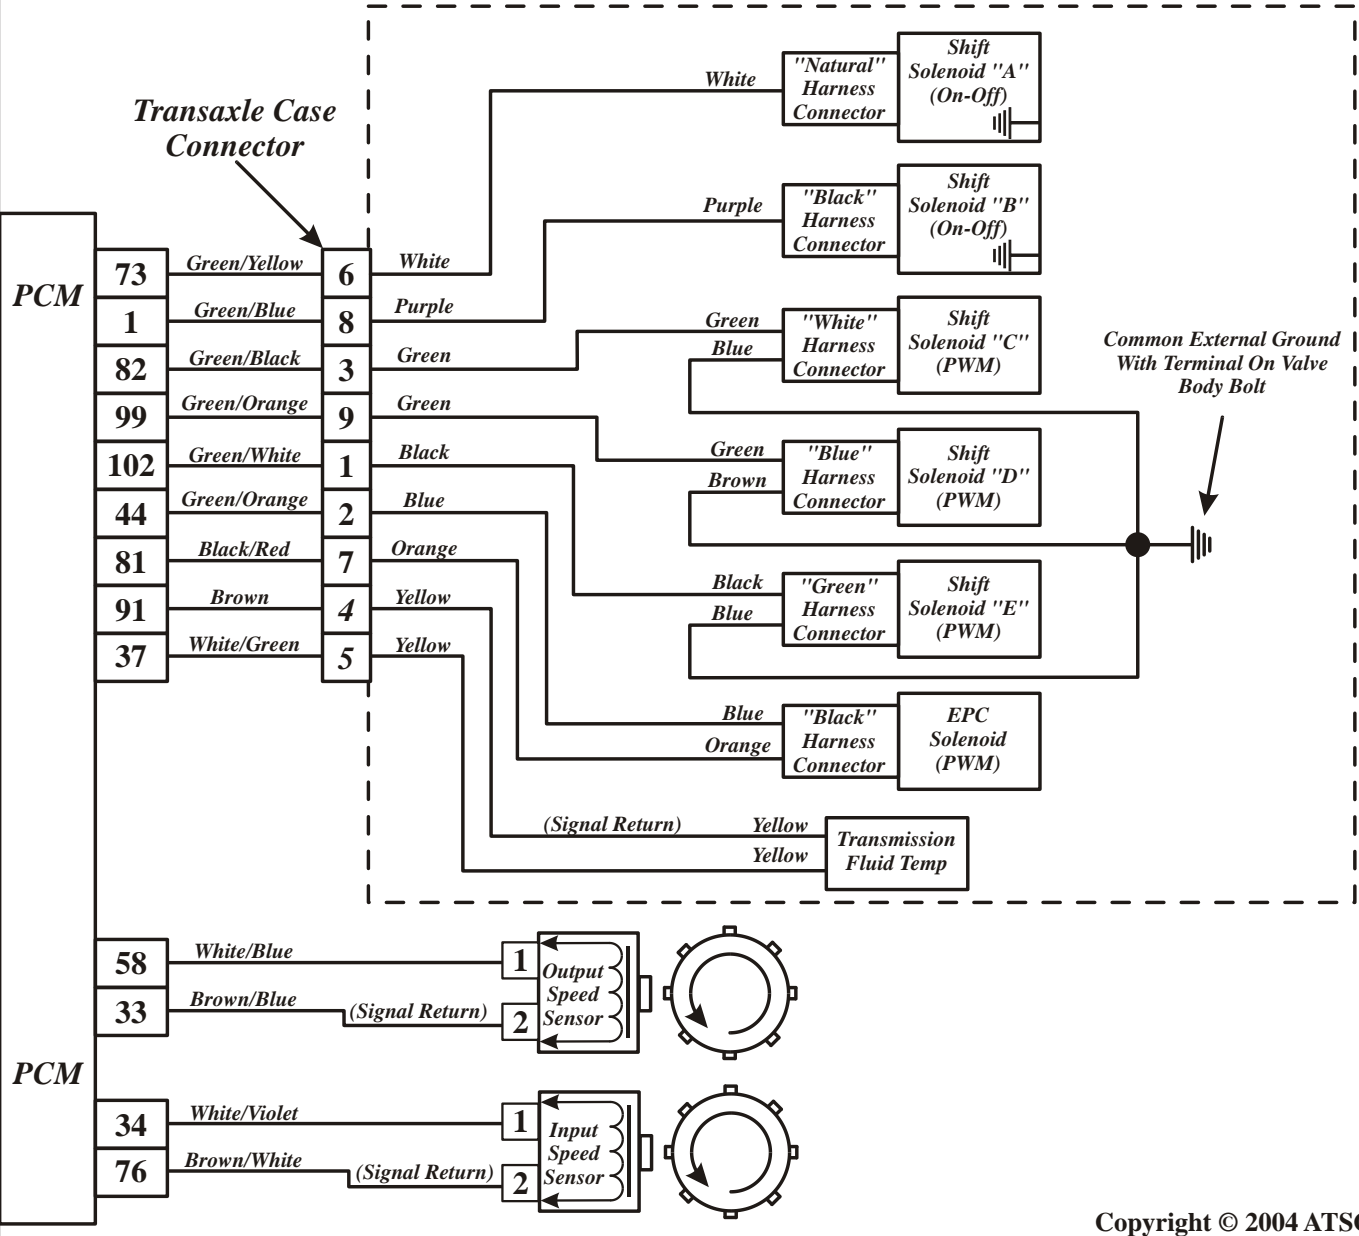 Transaxle Case
Connector
PCM
73
Green/Yellow
6
White
1
Green/Blue
8
Purple
82
Green/Black
3
Green
99
Green/Orange
9
Green
102
Green/White
1
Black
44
Green/Orange
2
Blue
81
Black/Red
7
Orange
91
Brown
4
Yellow
37
White/Green
5
Yellow
White
"Natural"
Harness
Connector
Shift
Solenoid "A"
(On-Off)
Purple
"Black"
Harness
Connector
Shift
Solenoid "B"
(On-Off)
Green
Blue
"White"
Harness
Connector
Shift
Solenoid "C"
(PWM)
Common External Ground
With Terminal On Valve
Body Bolt
Green
Brown
"Blue"
Harness
Connector
Shift
Solenoid "D"
(PWM)
Black
Blue
"Green"
Harness
Connector
Shift
Solenoid "E"
(PWM)
Blue
Orange
"Black"
Harness
Connector
EPC
Solenoid
(PWM)
(Signal Return)
Yellow
Yellow
Transmission
Fluid Temp
58
White/Blue
1
33
Brown/Blue
(Signal Return)
2
Output
Speed
Sensor
PCM
34
White/Violet
1
76
Brown/White
(Signal Return)
2
Input
Speed
Sensor
Copyright © 2004 ATSG